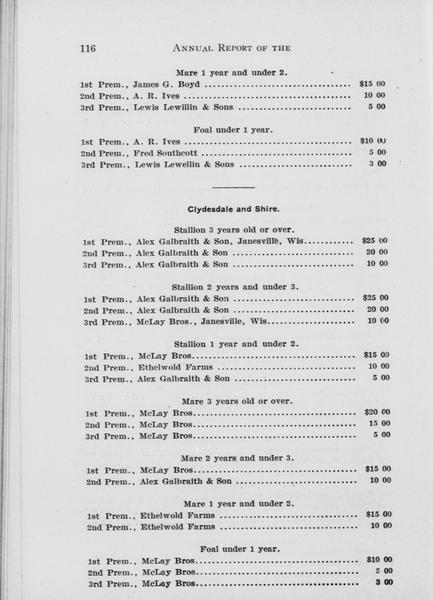 116 ANNUAL REPORT OF THE
Mare 1 year and under 2.
1st Prem., James G. Boyd ........ $15 00
2nd Prem., A. R. Ives ........ 10 00
3rd Prem., Lewis Lewillin & Sons ........ 5 00
Foal under 1 year.
1st Prem., A. R. Ives ........ $10 00
2nd Prem., Fred Southcott ........ 5 00
3rd Prem., Lewis Lewellin & Sons ........ 3 00
Clydesdale and Shire.
Stallion 3 years old or over.
1st Prem., Alex Galbraith & Son, Janesville, Wis........ $25 00
2nd Prem., Alex Galbraith & Son ........ 20 00
3rd Prem., Alex Galbraith & Son ........ 10 00
Stallion 2 years and under 3.
1st Prem., Alex Galbraith & Son ........ $25 00
2nd Prem., Alex Galbraith & Son ........ 20 00
3rd Prem., McLay Bros., Janesville, Wis........ 10 00
Stallion 1 year and under 2.
1st Prem., McLay Bros........ $15 00
2nd Prem., Ethelwold Farms ........ 10 00
3rd Prem., Alex Galbraith & Son ........ 5 00
Mare 3 years old or over.
1st Prem., McLay Bros........ $20 00
2nd Prem., McLay Bros........ 15 00
3rd Prem., McLay Bros........ 5 00
Mare 2 years and under 3.
1st Prem., McLay Bros........ $15 00
2nd Prem., Alex Galbraith & Son ........ 10 00
Mare 1 year and under 2.
1st Prem., Ethelwold Farms ........ $15 00
2nd Prem., Ethelwold Farms ........ 10 00
Foal under 1 year.
1st Prem., McLay Bros........ $10 00
2nd Prem., McLay Bros........ 5 00
3rd Prem., McLay Bros........ 3 00